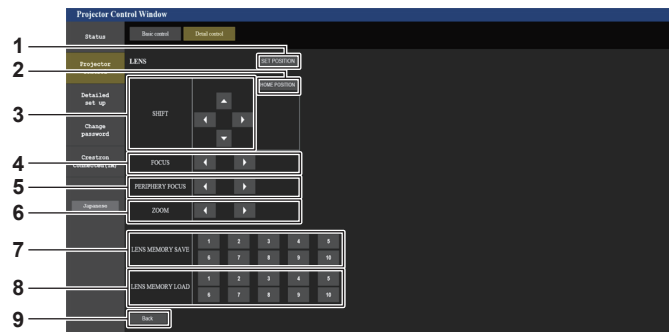 Projector Control Window
Status
Basic control
Detail control
1
LENS
SET POSITION
2
Projector
HOME POSITION
3
Detailed
set up
SHIFT
Change
password
Crestron
4
FOCUS
5
PERIPHERY FOCUS
Japanese
6
ZOOM
7
LENS MEMORY SAVE
1 2 3 4 5
6 7 8 9 10
8
LENS MEMORY LOAD
1 2 3 4 5
6 7 8 9 10
9
Back